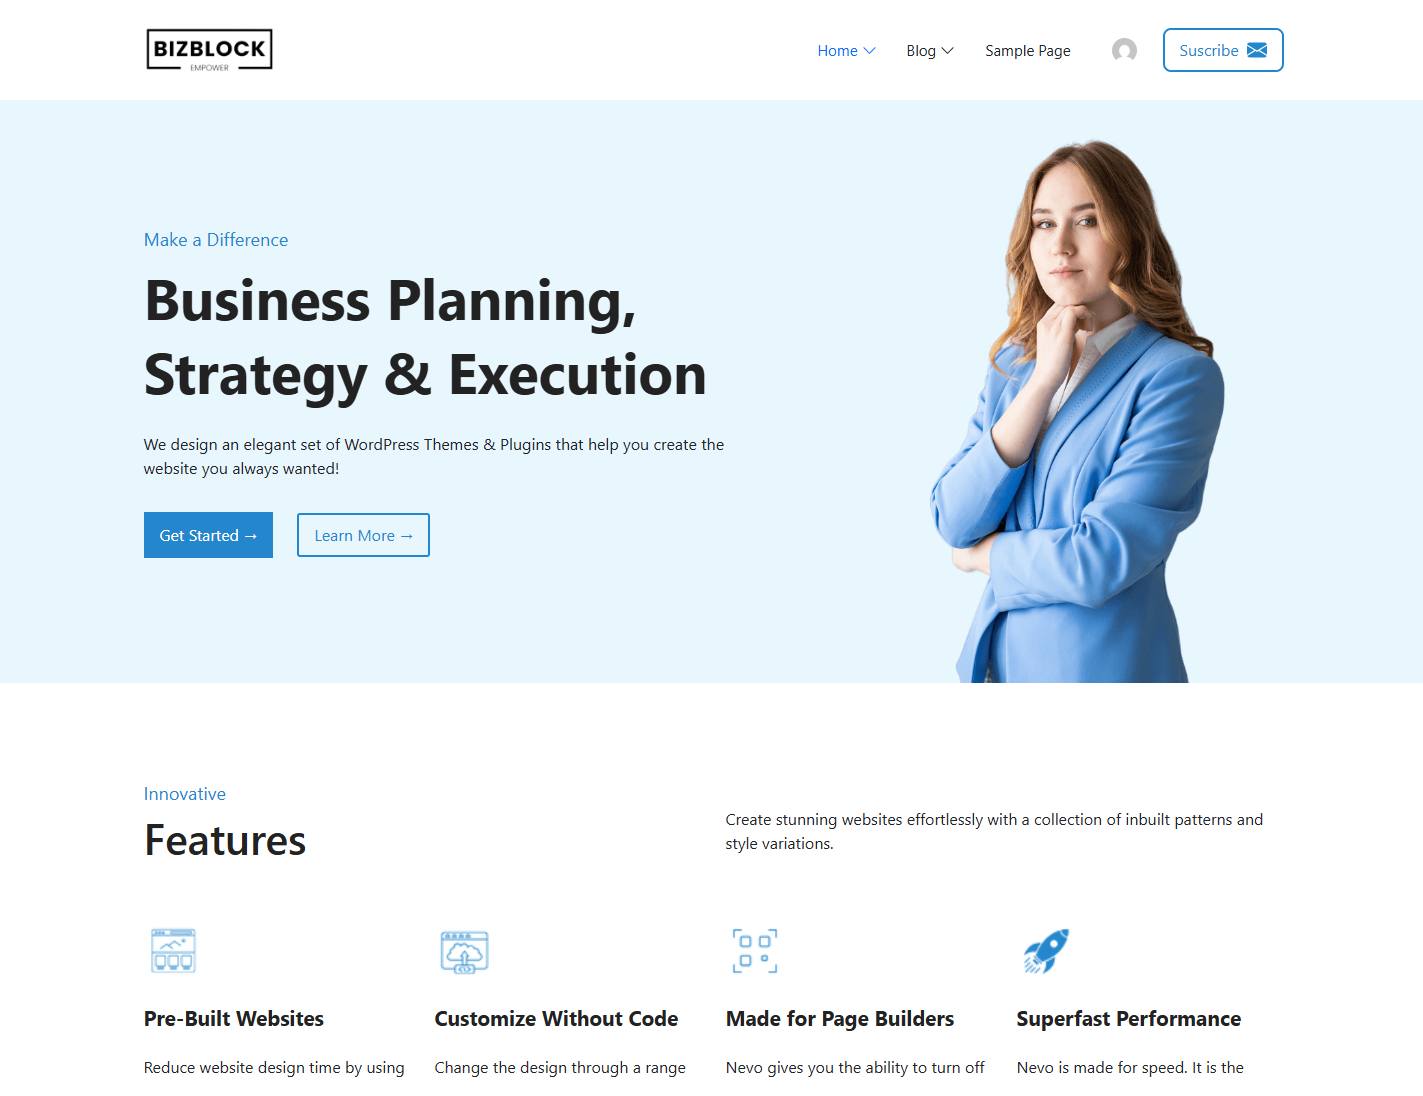 BIZBLOCK
EMPOWER
Home
Blog
Sample Page
Suscribe
Make a Difference
Business Planning,
Strategy & Execution
We design an elegant set of WordPress Themes & Plugins that help you create the
website you always wanted!
Get Started →
Learn More →
Innovative
Features
Create stunning websites effortlessly with a collection of inbuilt patterns and
style variations.
Pre-Built Websites
Customize Without Code
Made for Page Builders
Superfast Performance
Reduce website design time by using
Change the design through a range
Nevo gives you the ability to turn off
Nevo is made for speed. It is the